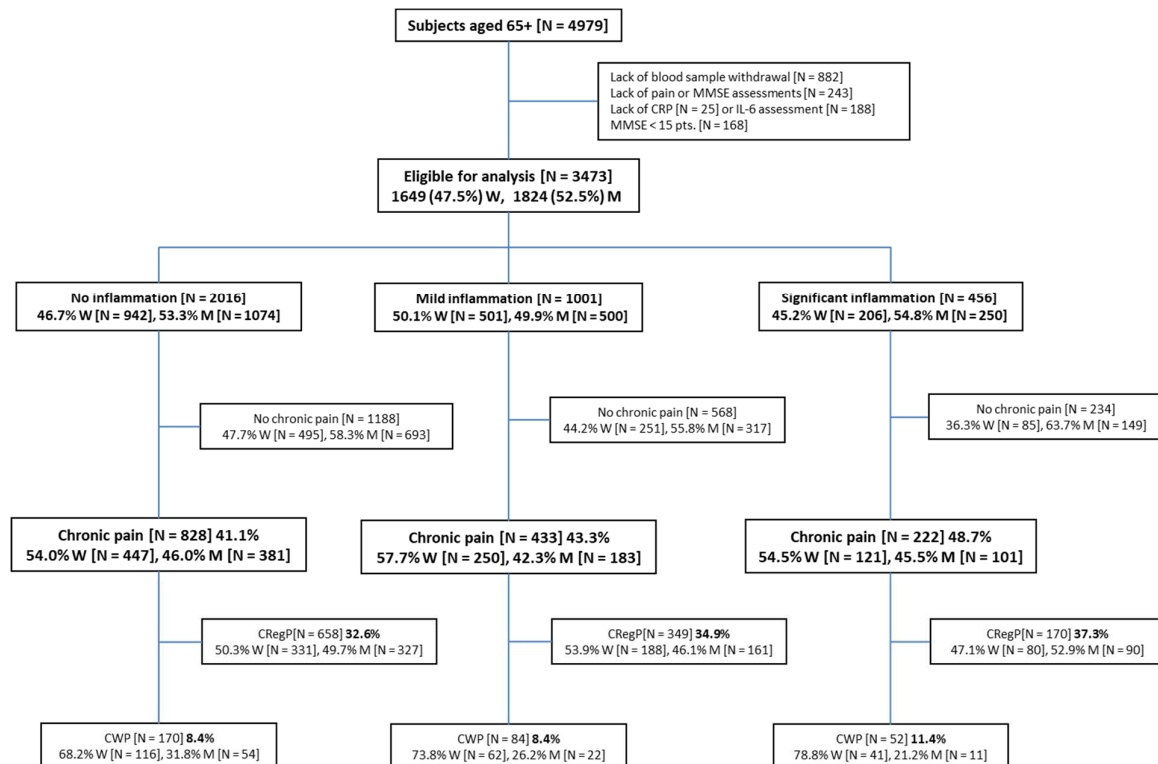 Subjects aged 65+ [N = 4979]
Lack of blood sample withdrawal [N = 882]
Lack of pain or MMSE assessments [N = 243]
Lack of CRP [N = 25] or IL-6 assessment [N = 188]
MMSE < 15 pts. [N = 168]
Eligible for analysis [N = 3473]
1649 (47.5%) W, 1824 (52.5%) M
No inflammation [N = 2016]
46.7% W [N = 942], 53.3% M [N = 1074]
Mild inflammation [N = 1001]
50.1% W [N = 501], 49.9% M [N = 500]
Significant inflammation [N = 456]
45.2% W [N = 206], 54.8% M [N = 250]
No chronic pain [N = 1188]
47.7% W [N = 495], 58.3% M [N = 693]
No chronic pain [N = 568]
44.2% W [N = 251], 55.8% M [N = 317]
No chronic pain [N = 234]
36.3% W [N = 85], 63.7% M [N = 149]
Chronic pain [N = 828] 41.1%
54.0% W [N = 447], 46.0% M [N = 381]
Chronic pain [N = 433] 43.3%
57.7% W [N = 250], 42.3% M [N = 183]
Chronic pain [N = 222] 48.7%
54.5% W [N = 121], 45.5% M [N = 101]
CRegP[N = 658] 32.6%
50.3% W [N = 331], 49.7% M [N = 327]
CRegP[N = 349] 34.9%
53.9% W [N = 188], 46.1% M [N = 161]
CRegP[N = 170] 37.3%
47.1% W [N = 80], 52.9% M [N = 90]
CWP [N = 170] 8.4%
68.2% W [N = 116], 31.8% M [N = 54]
CWP [N = 84] 8.4%
73.8% W [N = 62], 26.2% M [N = 22]
CWP [N = 52] 11.4%
78.8% W [N = 41], 21.2% M [N = 11]